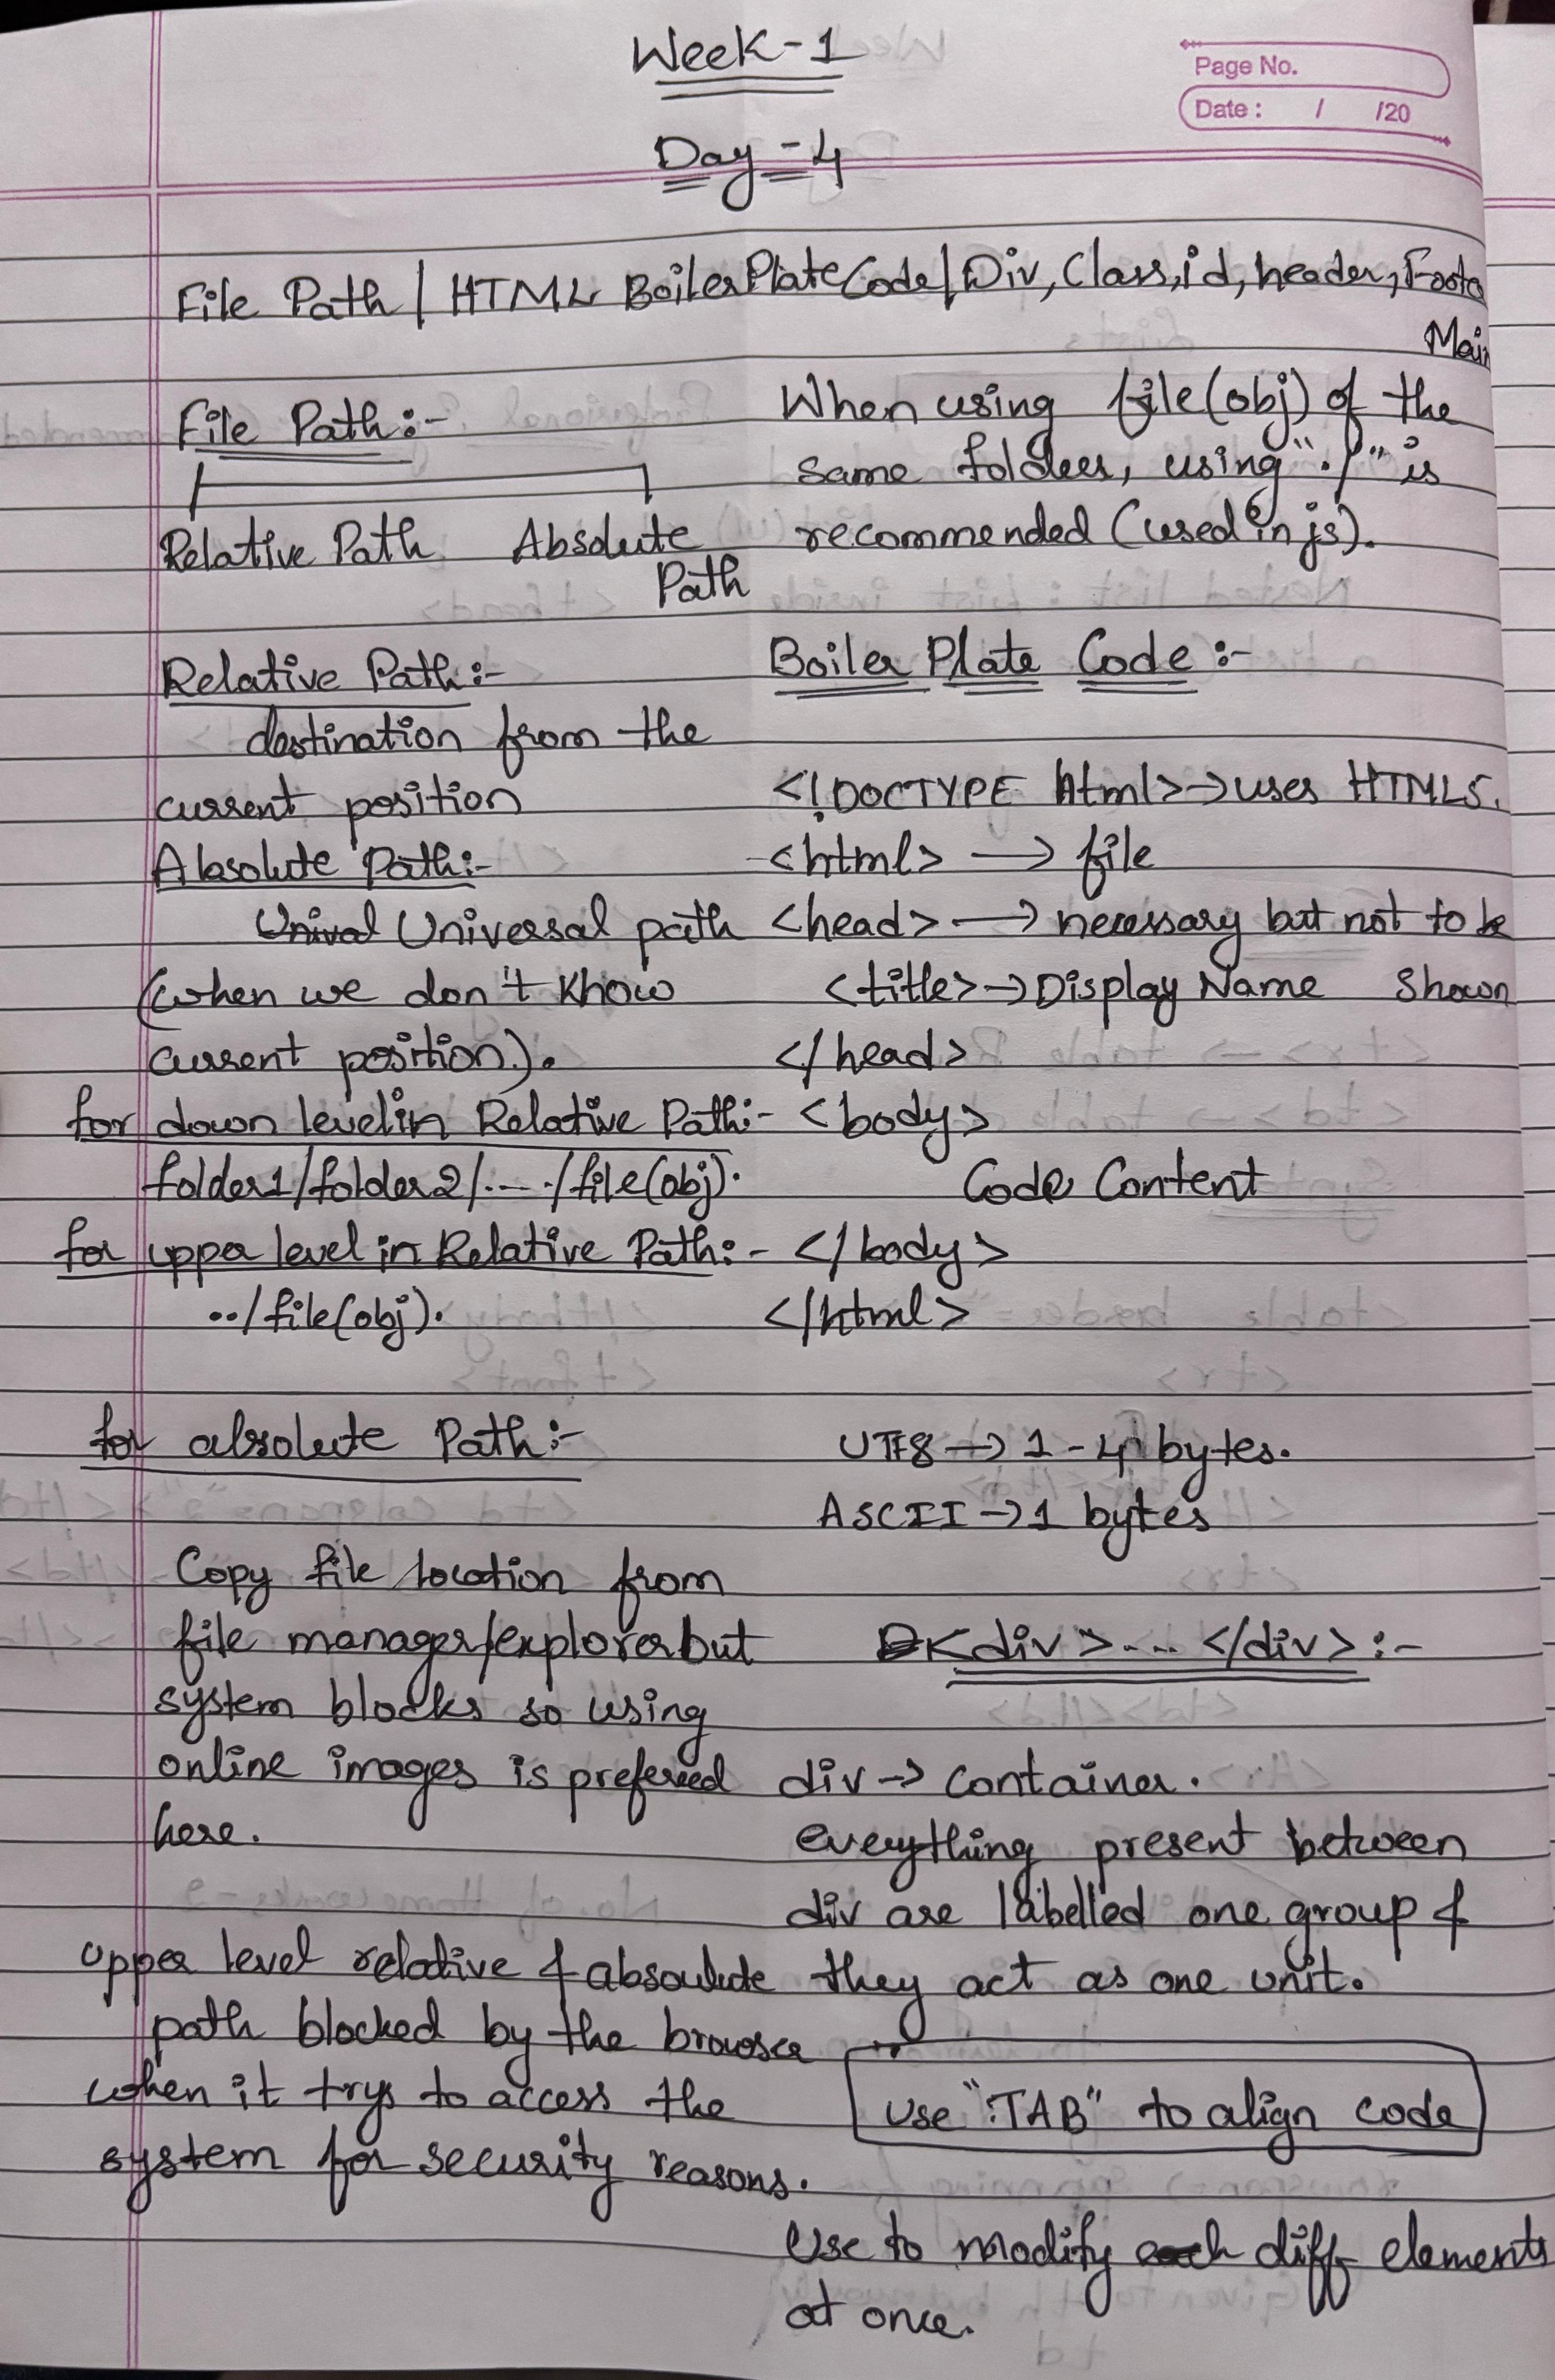 Week-1
Page No.
Date : / /20
Day-4
File Path | HTML BoilerPlate Code | Div, Class, id, header, Foote
Main
File Path:-
Relative Path Absolute
Path
Relative Path:-
destination from the
current position
Absolute Path:-
Unival Universal path
(when we don't know
current position).
for down level in Relative Path:-
folder1/folder2/..../file(obj).
for upper level in Relative Path:-
../file(obj).
for absolute Path:-
Copy file location from
file manager/explorer but
system blocks so using
online images is prefered
here.
upper level relative & absoulute
path blocked by the browser
when it trys to access the
system for security reasons.
When using file(obj) of the
same folder, using "./" is
recommended (used in js).
Boiler Plate Code :-
<!DOCTYPE html> → uses HTML5.
<html> → file
<head> → necessary but not to be
<title> → Display Name Shown
</head>
<body>
Code Content
</body>
</html>
UTF8 → 1-4 bytes.
ASCII → 1 bytes
<div>... </div> :-
div → container.
everything present between
div are labelled one group &
they act as one unit.
Use "TAB" to align code
Use to modify diff elements
at once.